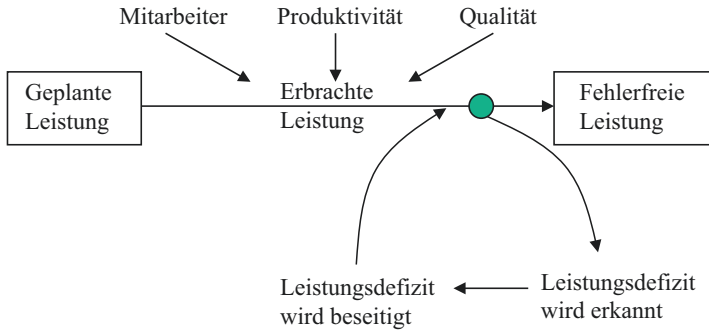 Mitarbeiter
Produktivität
Qualität
Geplante
Leistung
Erbrachte
Leistung
Fehlerfreie
Leistung
Leistungsdefizit
wird beseitigt
Leistungsdefizit
wird erkannt